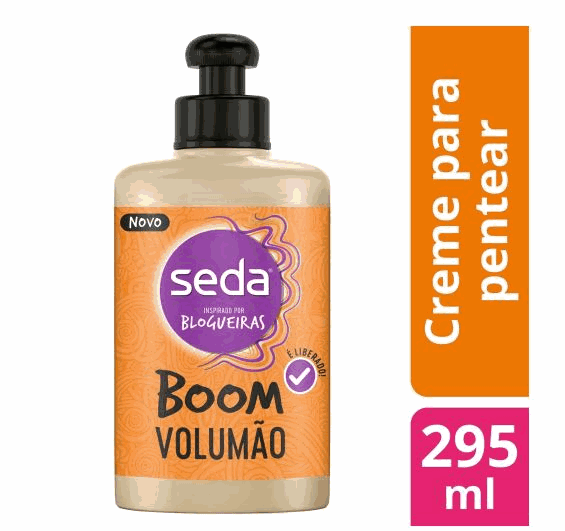 Novo
seda
INSPIRADO POR
BLOGUEIRAS
É LIBERADO!
BOOM
VOLUMÃO
Creme para
pentear
295
ml